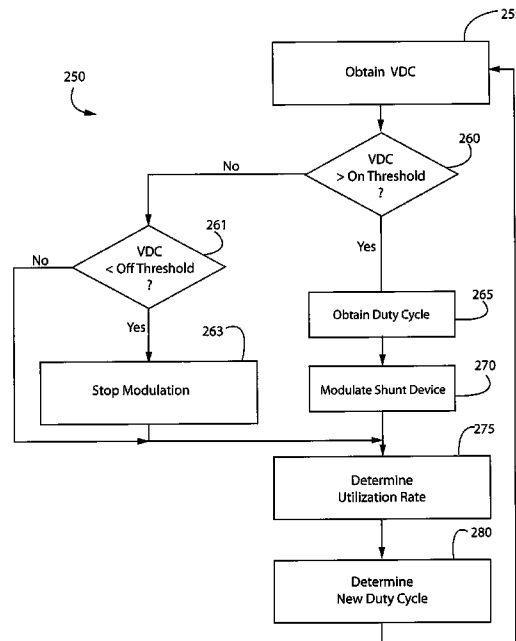 250
Obtain VDC
260
VDC
> On Threshold
?
No
Yes
261
VDC
< Off Threshold
?
No
Yes
263
Stop Modulation
265
Obtain Duty Cycle
270
Modulate Shunt Device
275
Determine
Utilization Rate
280
Determine
New Duty Cycle